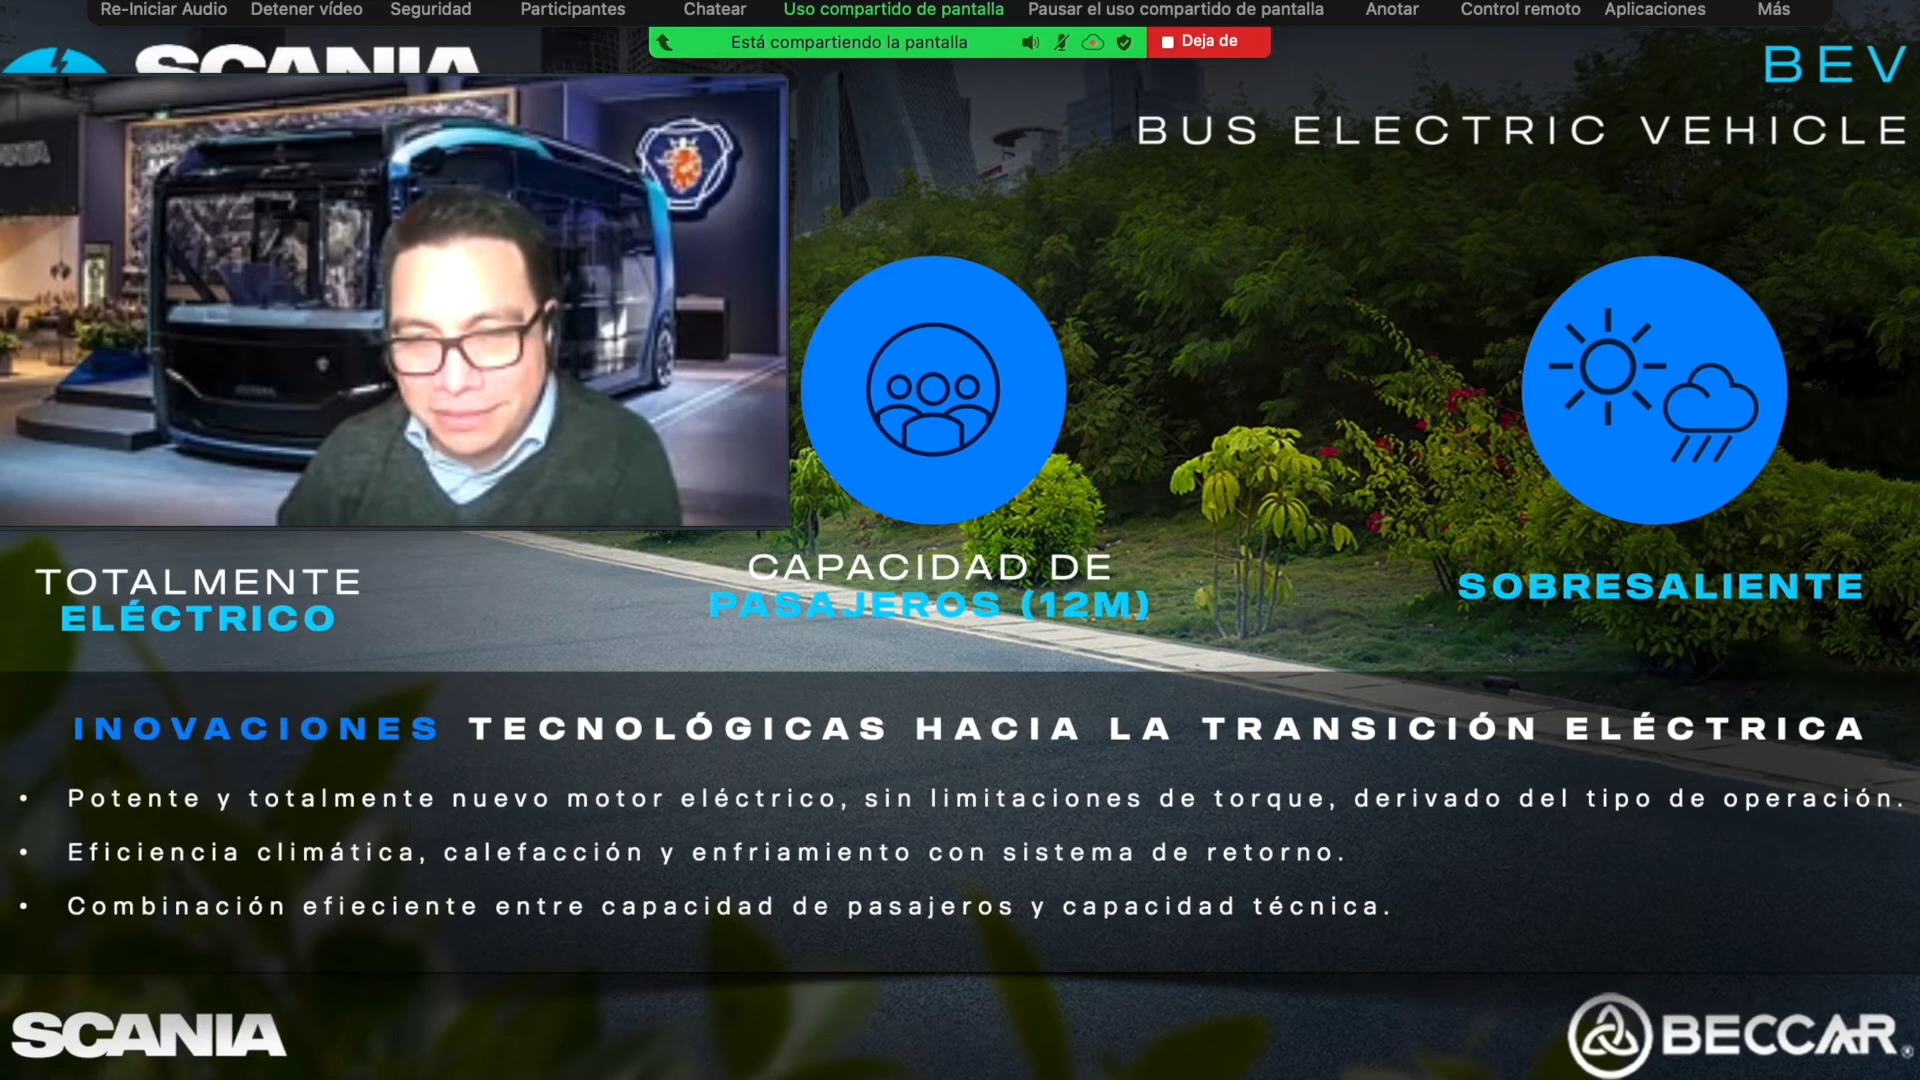 Re-Iniciar Audio Detener vídeo Seguridad Participantes Chatear Uso compartido de pantalla Pausar el uso compartido de pantalla Anotar Control remoto Aplicaciones Más
Está compartiendo la pantalla Deja de
SCANIA
BEV
BUS ELECTRIC VEHICLE
TOTALMENTE
ELÉCTRICO
CAPACIDAD DE
PASAJEROS (12M)
SOBRESALIENTE
INOVACIONES TECNOLÓGICAS HACIA LA TRANSICIÓN ELÉCTRICA
• Potente y totalmente nuevo motor eléctrico, sin limitaciones de torque, derivado del tipo de operación.
• Eficiencia climática, calefacción y enfriamiento con sistema de retorno.
• Combinación efieciente entre capacidad de pasajeros y capacidad técnica.
SCANIA
BECCAR®